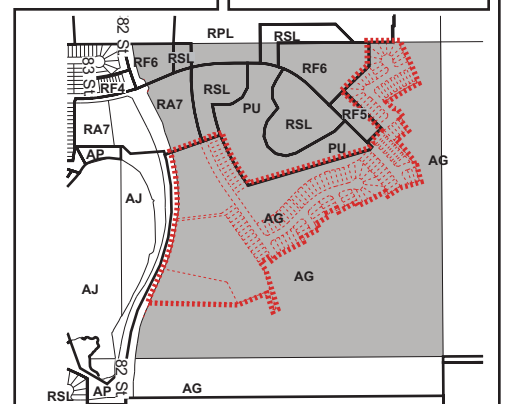 82 St
83 St
RPL
RSL
RF6
RSL
RF6
RF4
RA7
RSL
PU
RSL
RF5
RA7
PU
AP
AG
AJ
AG
AG
AJ
82 St
AP
RSL
AG